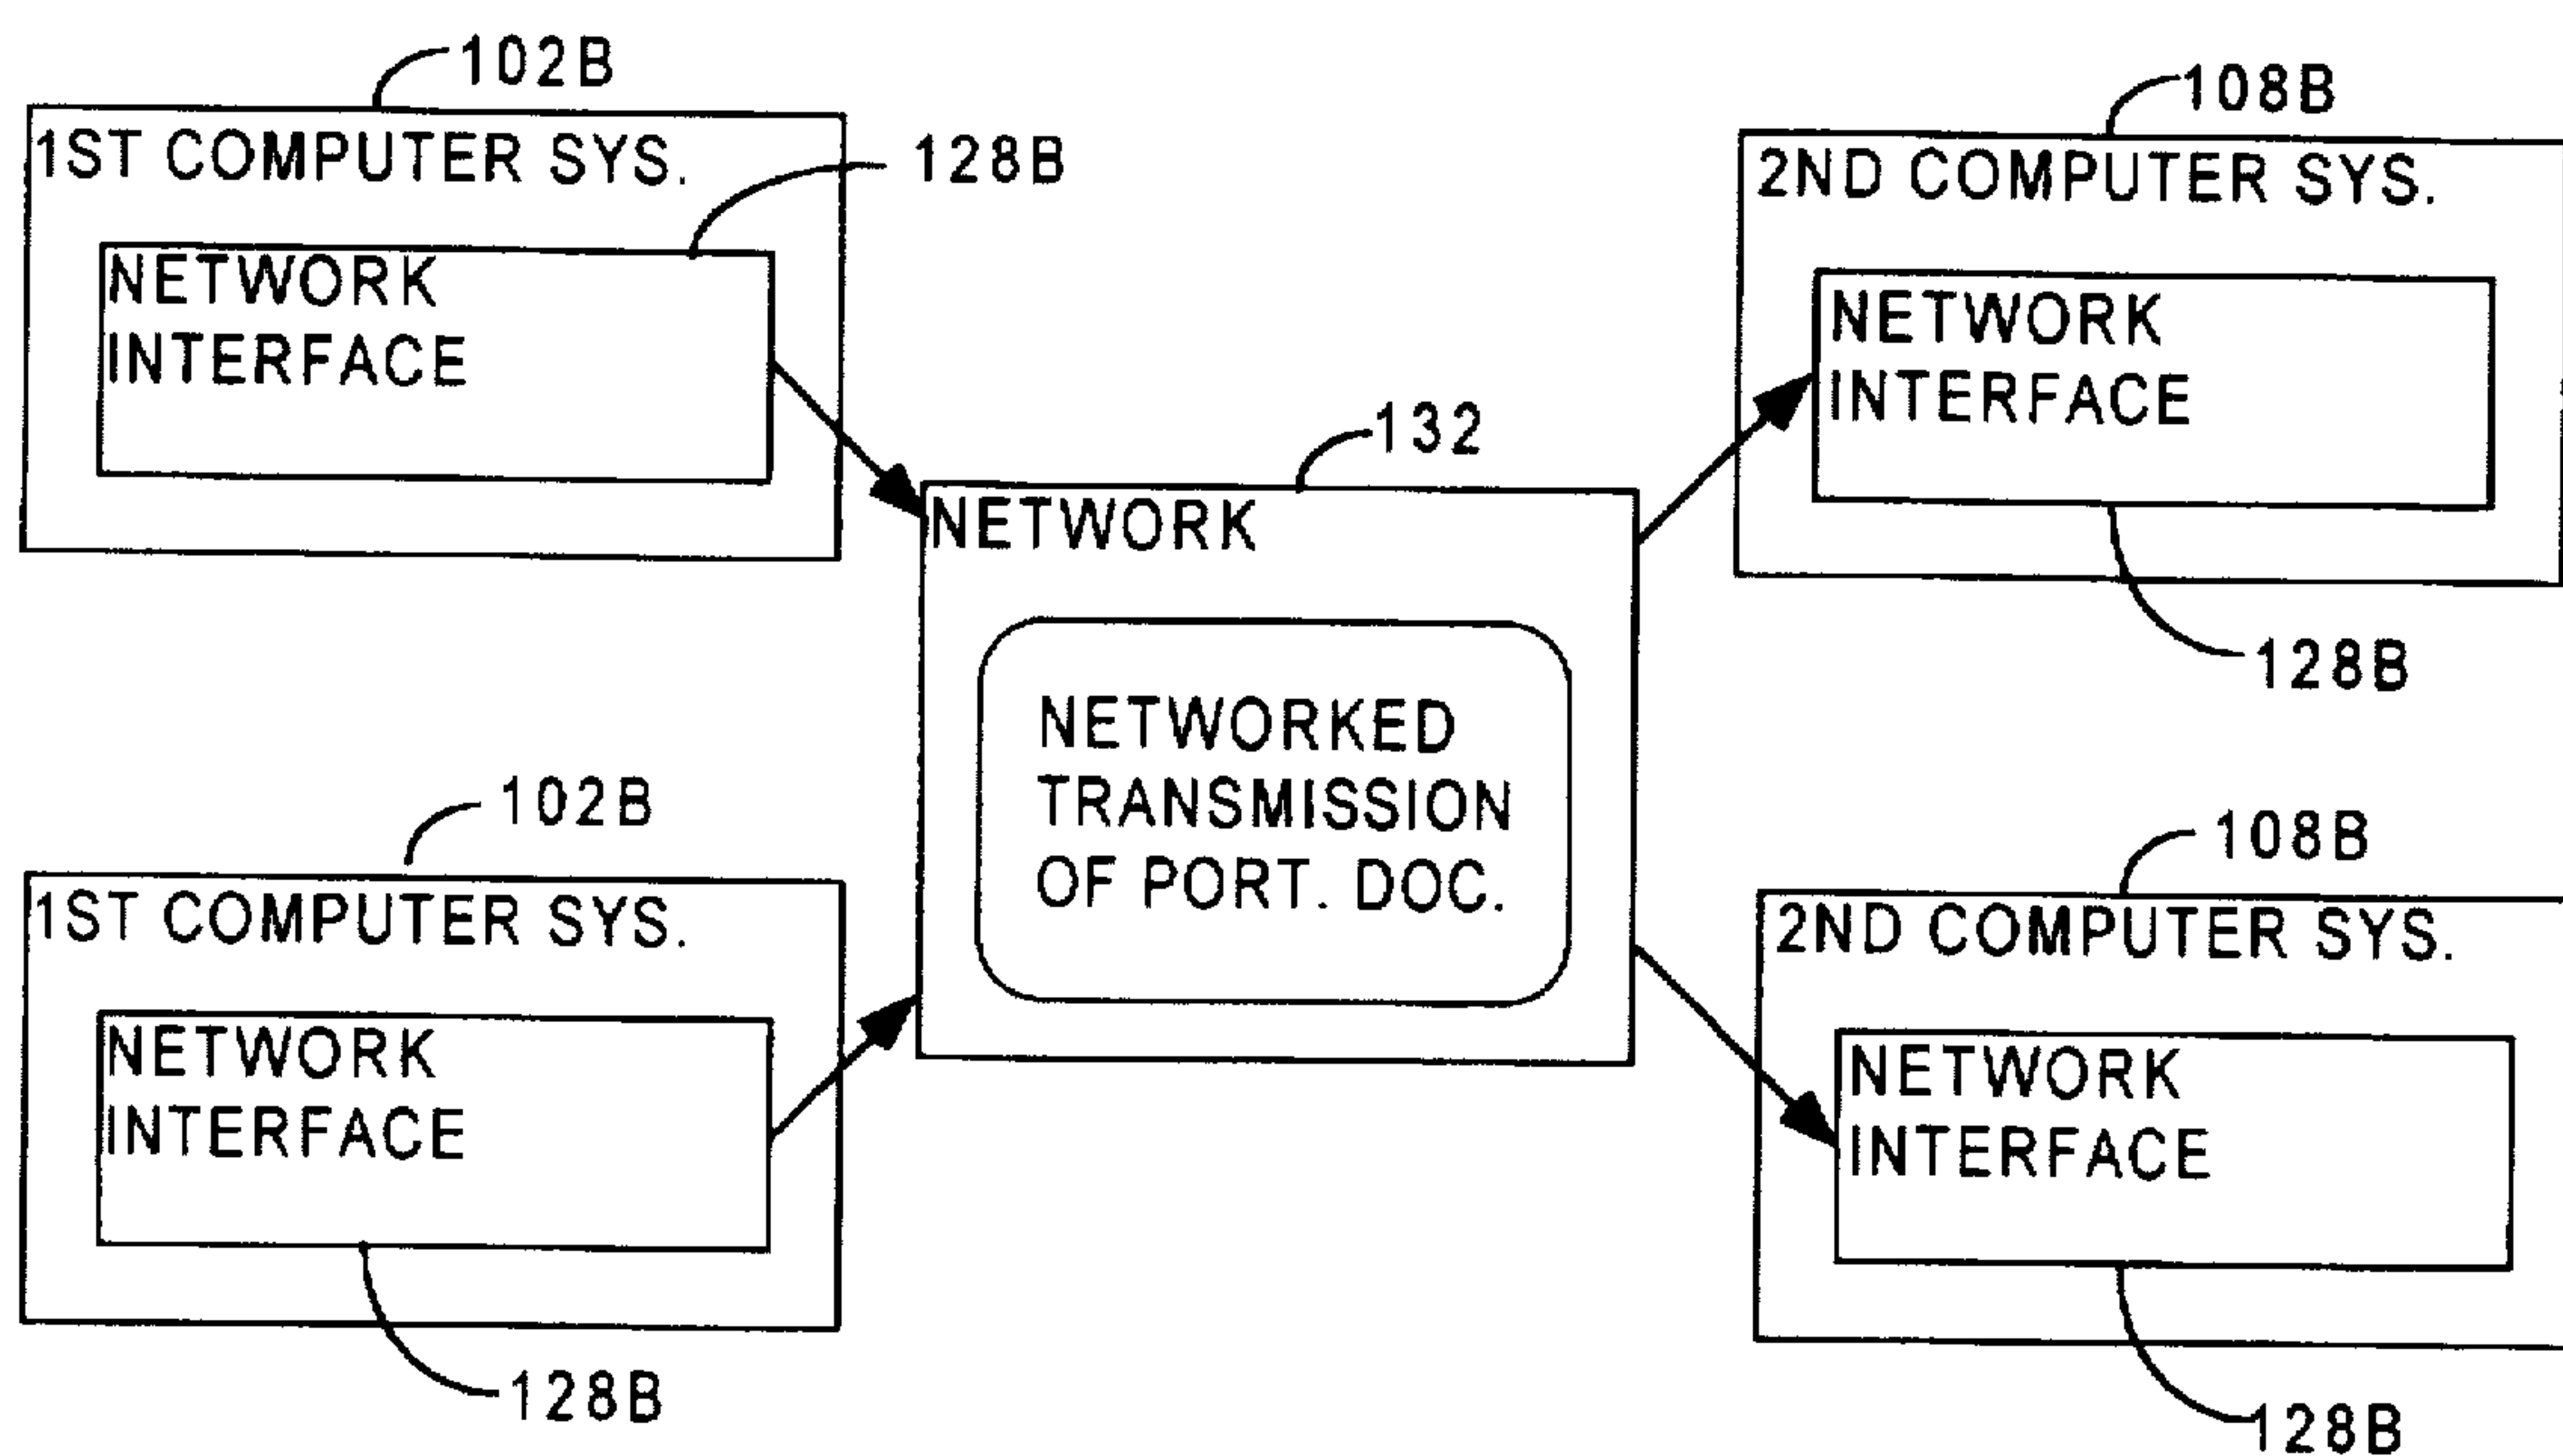 102B
1ST COMPUTER SYS.
128B
NETWORK
INTERFACE
108B
2ND COMPUTER SYS.
NETWORK
INTERFACE
128B
132
NETWORK
NETWORKED
TRANSMISSION
OF PORT. DOC.
102B
1ST COMPUTER SYS.
NETWORK
INTERFACE
128B
108B
2ND COMPUTER SYS.
NETWORK
INTERFACE
128B